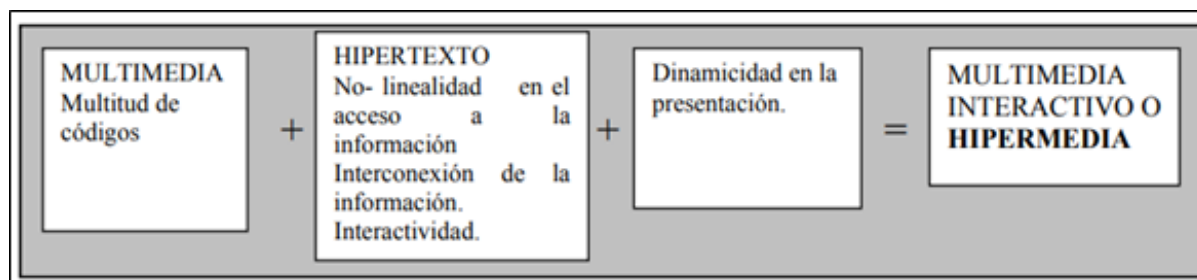 MULTIMEDIA
Multitud de
códigos
+
HIPERTEXTO
No- linealidad en el
acceso a la
información
Interconexión de la
información.
Interactividad.
+
Dinamicidad en la
presentación.
=
MULTIMEDIA
INTERACTIVO O
HIPERMEDIA